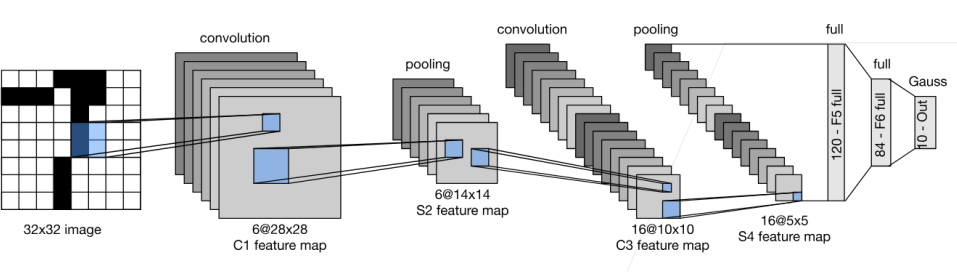 convolution
pooling
convolution
pooling
full
full
Gauss
120 - F5 full
84 - F6 full
10 - Out
32x32 image
6@28x28
C1 feature map
6@14x14
S2 feature map
16@10x10
C3 feature map
16@5x5
S4 feature map